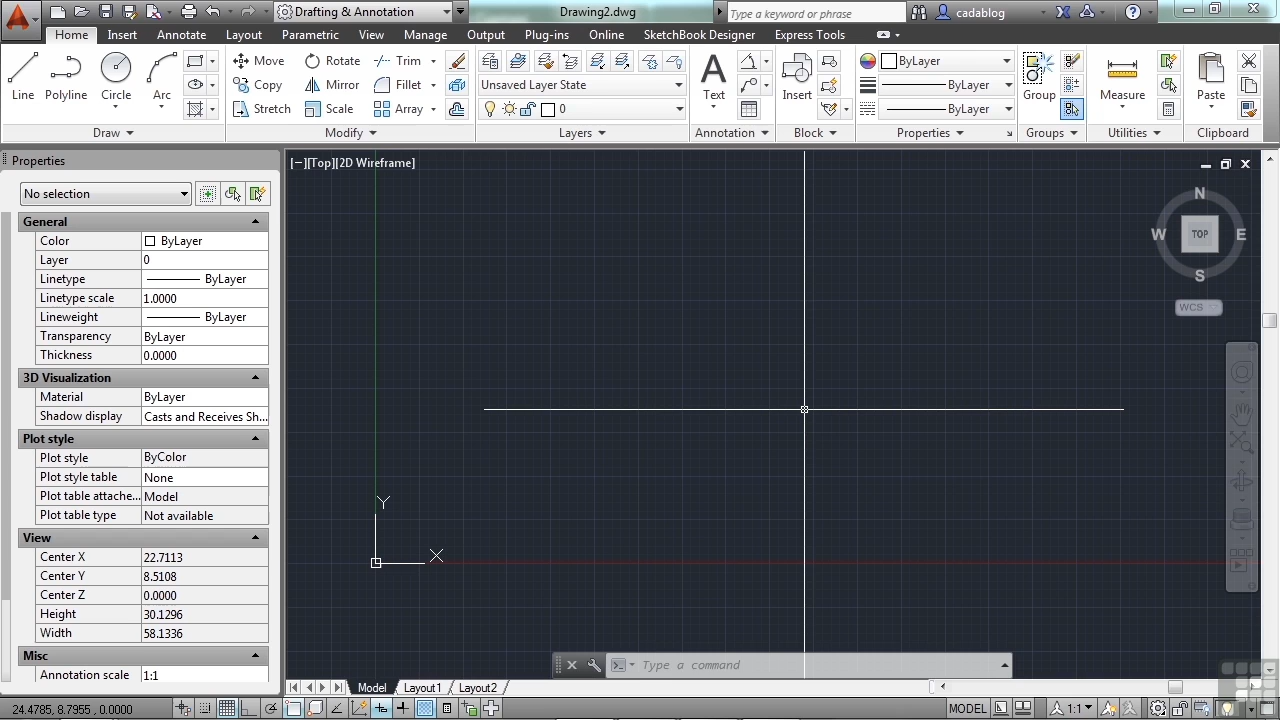 Drafting & Annotation
Drawing2.dwg
Type a keyword or phrase
cadablog
Home Insert Annotate Layout Parametric View Manage Output Plug-ins Online SketchBook Designer Express Tools
Line Polyline Circle Arc
Move Rotate Trim
Copy Mirror Fillet
Stretch Scale Array
Unsaved Layer State
0
Text
Insert
ByLayer
ByLayer
ByLayer
Group
Measure
Paste
Draw Modify Layers Annotation Block Properties Groups Utilities Clipboard
Properties
No selection
General
Color ByLayer
Layer 0
Linetype ByLayer
Linetype scale 1.0000
Lineweight ByLayer
Transparency ByLayer
Thickness 0.0000
3D Visualization
Material ByLayer
Shadow display Casts and Receives Sh...
Plot style
Plot style ByColor
Plot style table None
Plot table attache... Model
Plot table type Not available
View
Center X 22.7113
Center Y 8.5108
Center Z 0.0000
Height 30.1296
Width 58.1336
Misc
Annotation scale 1:1
[−][Top][2D Wireframe]
N
W TOP E
S
WCS
Y
X
Type a command
Model Layout1 Layout2
24.4785, 8.7955 , 0.0000
MODEL
1:1